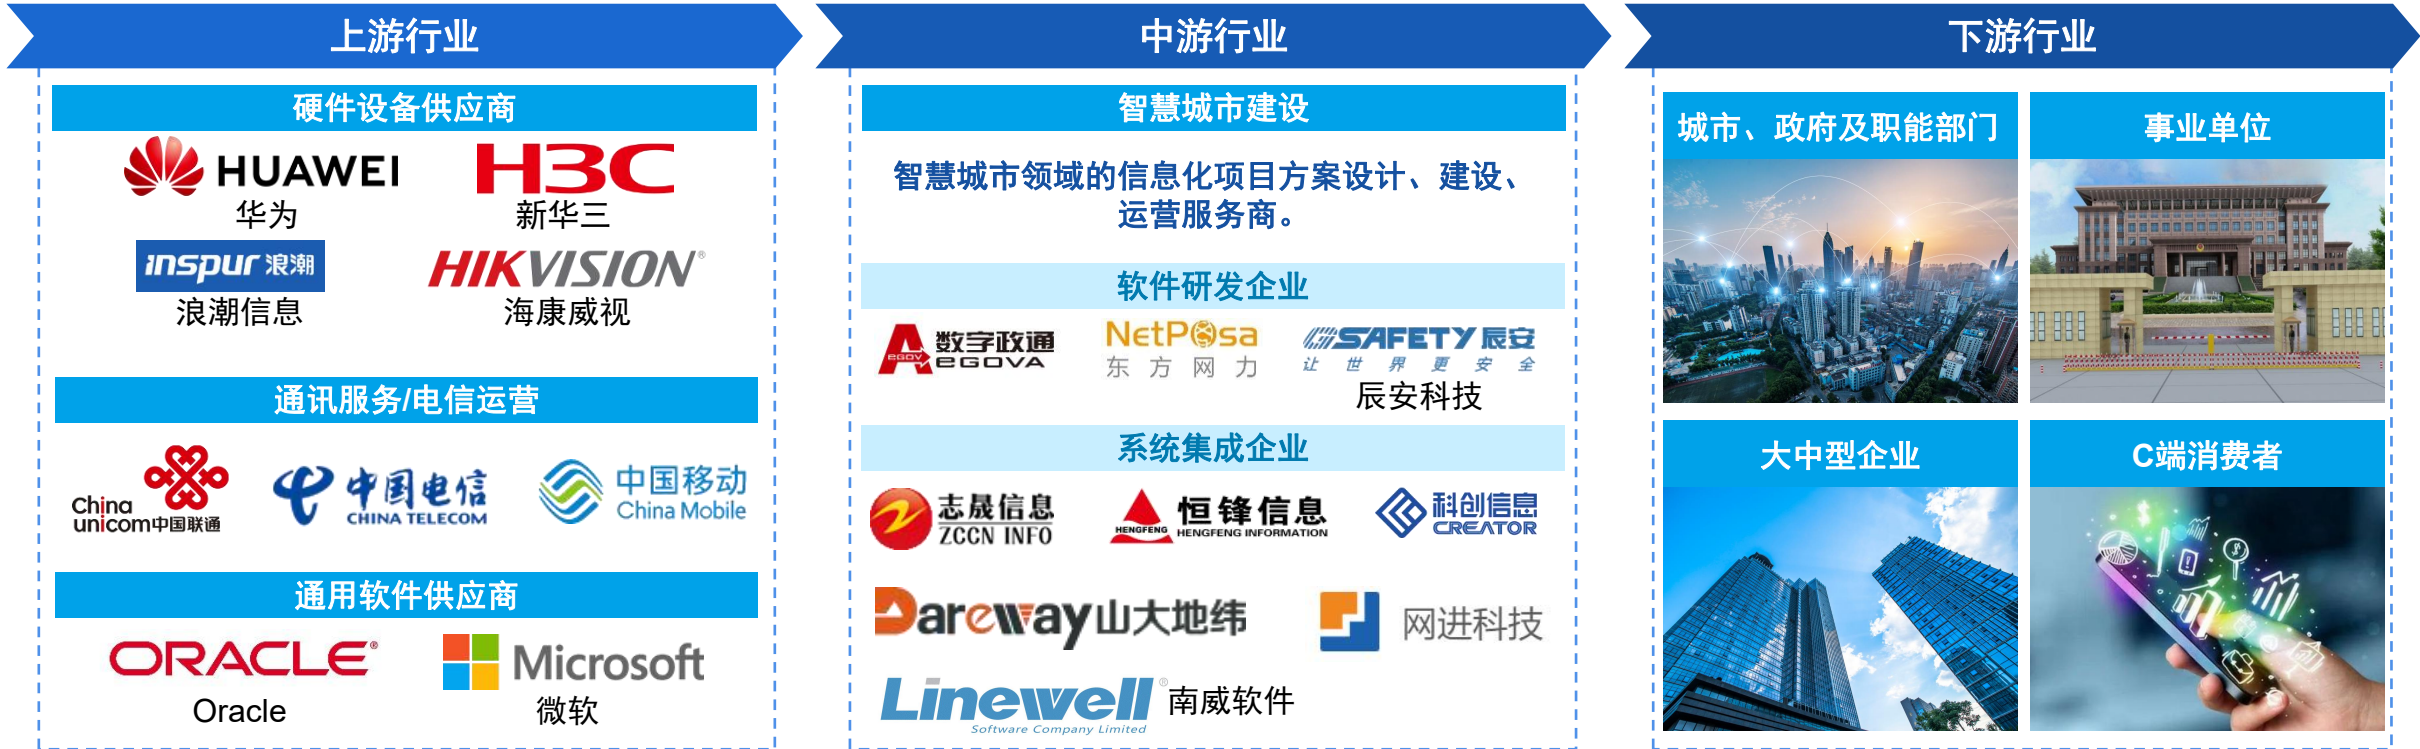 上游行业
硬件设备供应商
HUAWEI
华为
H3C
新华三
inspur 浪潮
浪潮信息
HIKVISION®
海康威视
通讯服务/电信运营
China
unicom中国联通
中国电信
CHINA TELECOM
中国移动
China Mobile
通用软件供应商
ORACLE®
Oracle
Microsoft
微软
中游行业
智慧城市建设
智慧城市领域的信息化项目方案设计、建设、
运营服务商。
软件研发企业
EGOV
数字政通
eGOVA
NetPosa
东方网力
GSAFETY辰安
让世界更安全
辰安科技
系统集成企业
志晟信息
ZCCN INFO
HENGFENG
恒锋信息
HENGFENG INFORMATION
科创信息
CREATOR
Dareway山大地纬
网进科技
Linewell®
Software Company Limited
南威软件
下游行业
城市、政府及职能部门
事业单位
大中型企业
C端消费者